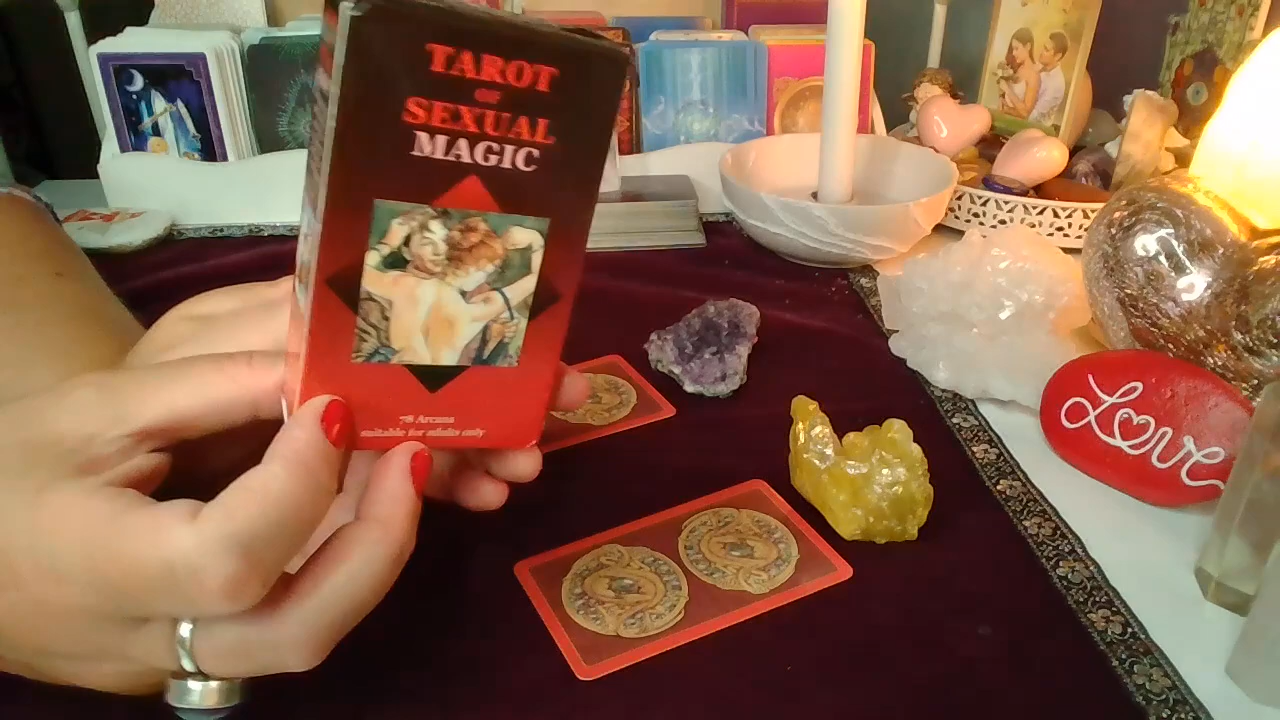 TAROT
OF
SEXUAL
MAGIC
78 Arcana
suitable for adults only
Love